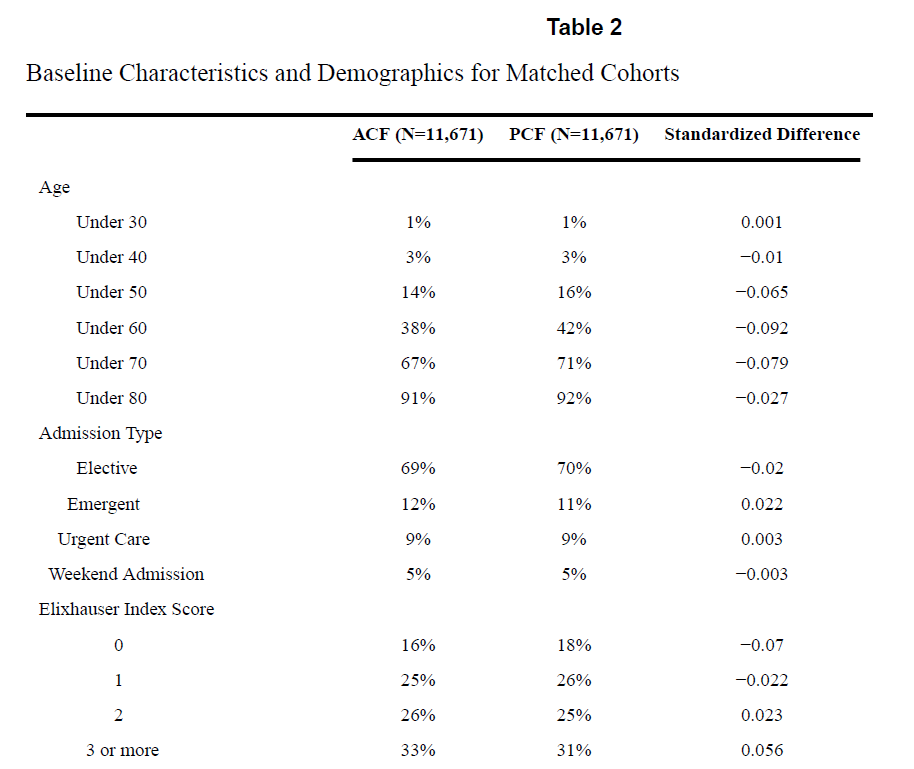 Table 2
Baseline Characteristics and Demographics for Matched Cohorts
ACF (N=11,671) PCF (N=11,671) Standardized Difference
Age
Under 30 1% 1% 0.001
Under 40 3% 3% −0.01
Under 50 14% 16% −0.065
Under 60 38% 42% −0.092
Under 70 67% 71% −0.079
Under 80 91% 92% −0.027
Admission Type
Elective 69% 70% −0.02
Emergent 12% 11% 0.022
Urgent Care 9% 9% 0.003
Weekend Admission 5% 5% −0.003
Elixhauser Index Score
0 16% 18% −0.07
1 25% 26% −0.022
2 26% 25% 0.023
3 or more 33% 31% 0.056